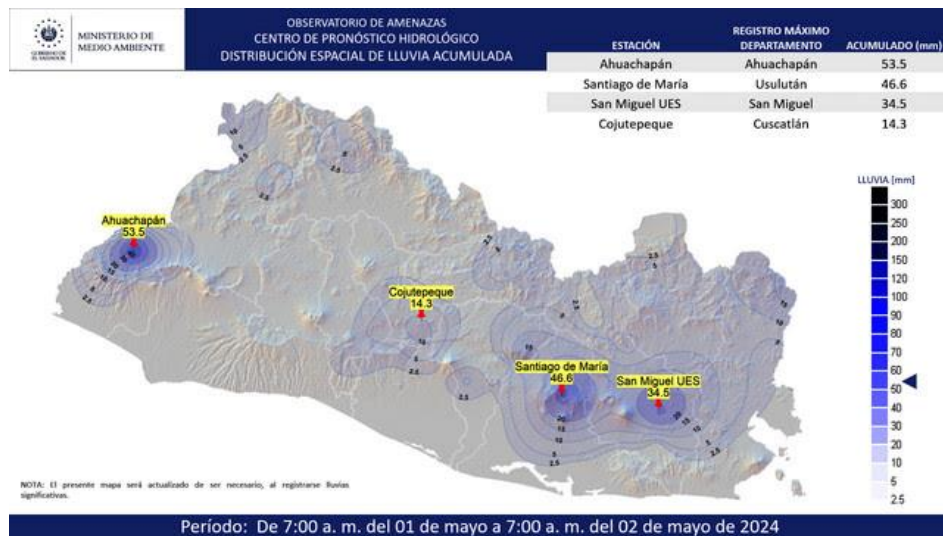 MINISTERIO DE
MEDIO AMBIENTE
GOBIERNO DE
EL SALVADOR
OBSERVATORIO DE AMENAZAS
CENTRO DE PRONÓSTICO HIDROLÓGICO
DISTRIBUCIÓN ESPACIAL DE LLUVIA ACUMULADA
REGISTRO MÁXIMO
ESTACIÓN DEPARTAMENTO ACUMULADO (mm)
Ahuachapán Ahuachapán 53.5
Santiago de María Usulután 46.6
San Miguel UES San Miguel 34.5
Cojutepeque Cuscatlán 14.3
Ahuachapán
53.5
Cojutepeque
14.3
Santiago de María
46.6
San Miguel UES
34.5
LLUVIA [mm]
300
250
200
150
120
100
90
80
70
60
50
40
30
20
10
5
2.5
NOTA: El presente mapa será actualizado de ser necesario, al registrarse lluvias
significativas.
Período: De 7:00 a. m. del 01 de mayo a 7:00 a. m. del 02 de mayo de 2024